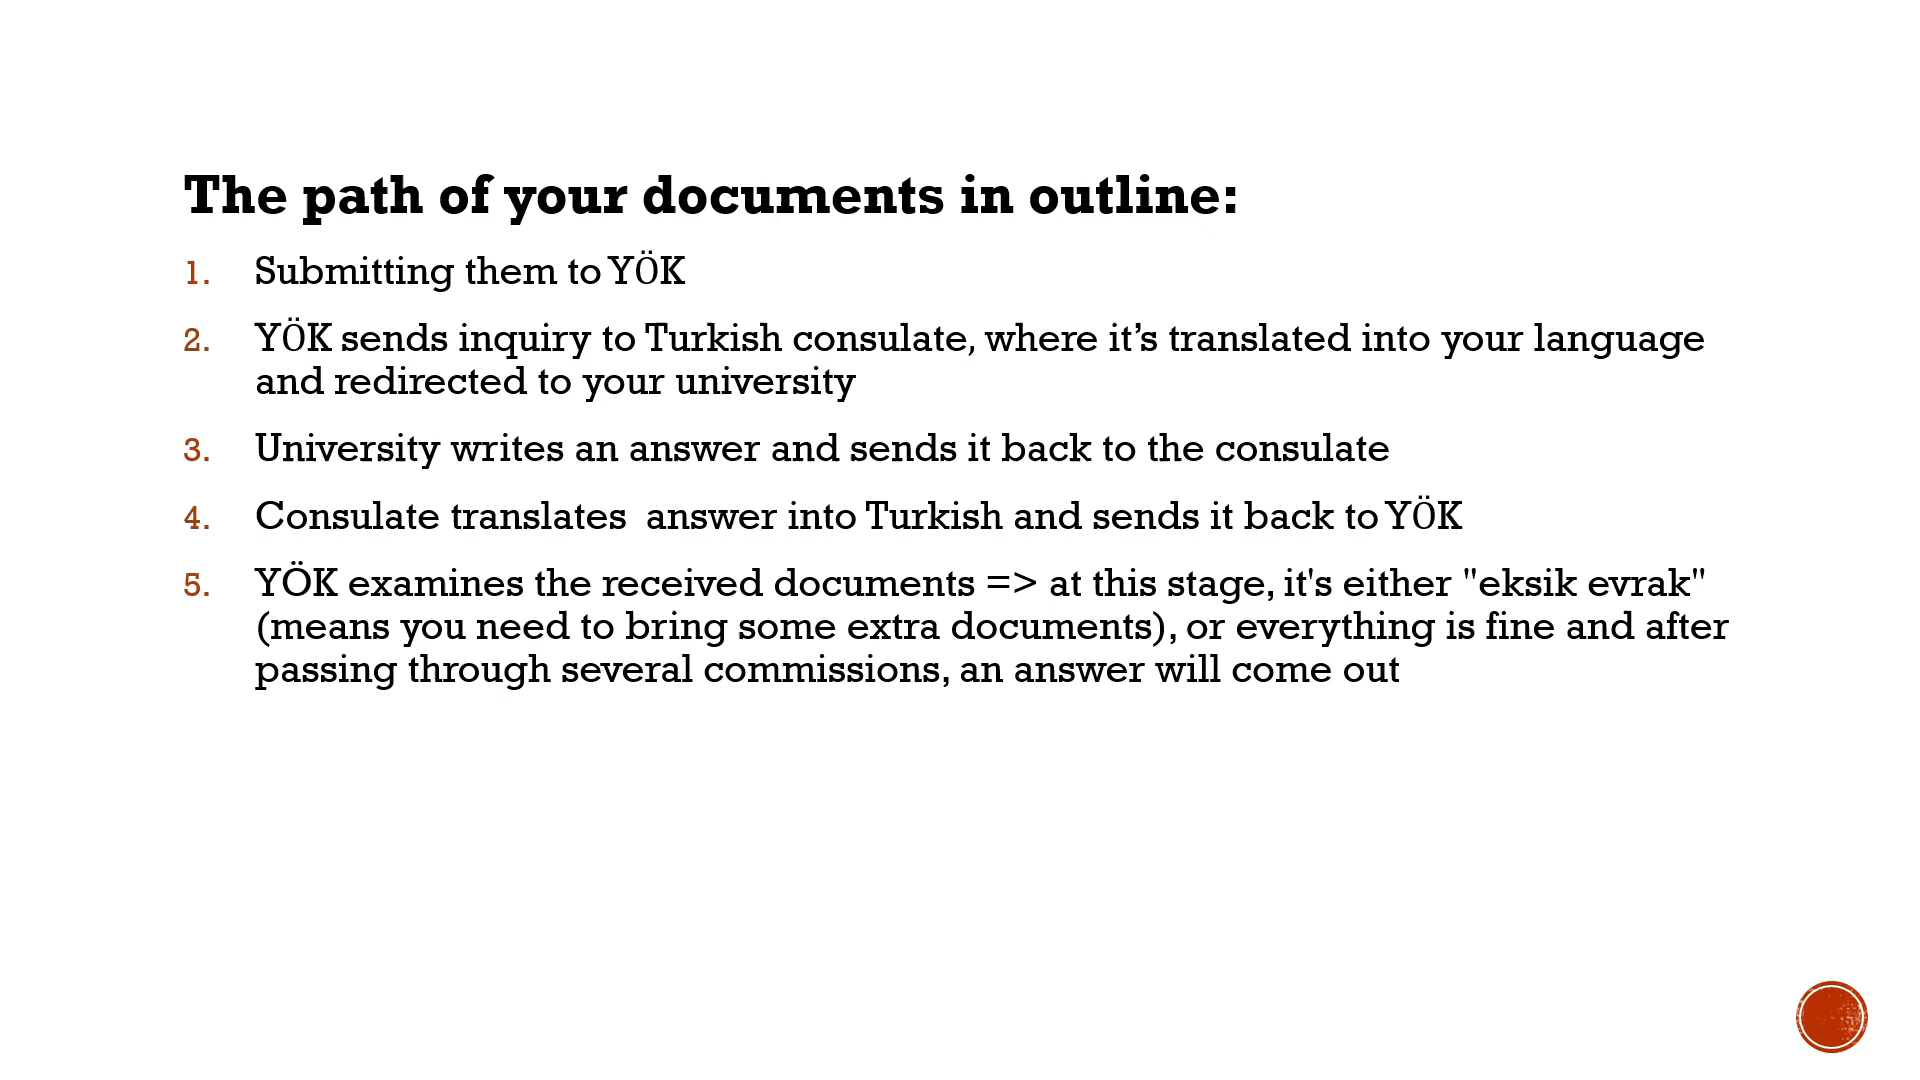 The path of your documents in outline:
1. Submitting them to YÖK
2. YÖK sends inquiry to Turkish consulate, where it’s translated into your language
and redirected to your university
3. University writes an answer and sends it back to the consulate
4. Consulate translates  answer into Turkish and sends it back to YÖK
5. YÖK examines the received documents => at this stage, it's either "eksik evrak"
(means you need to bring some extra documents), or everything is fine and after
passing through several commissions, an answer will come out